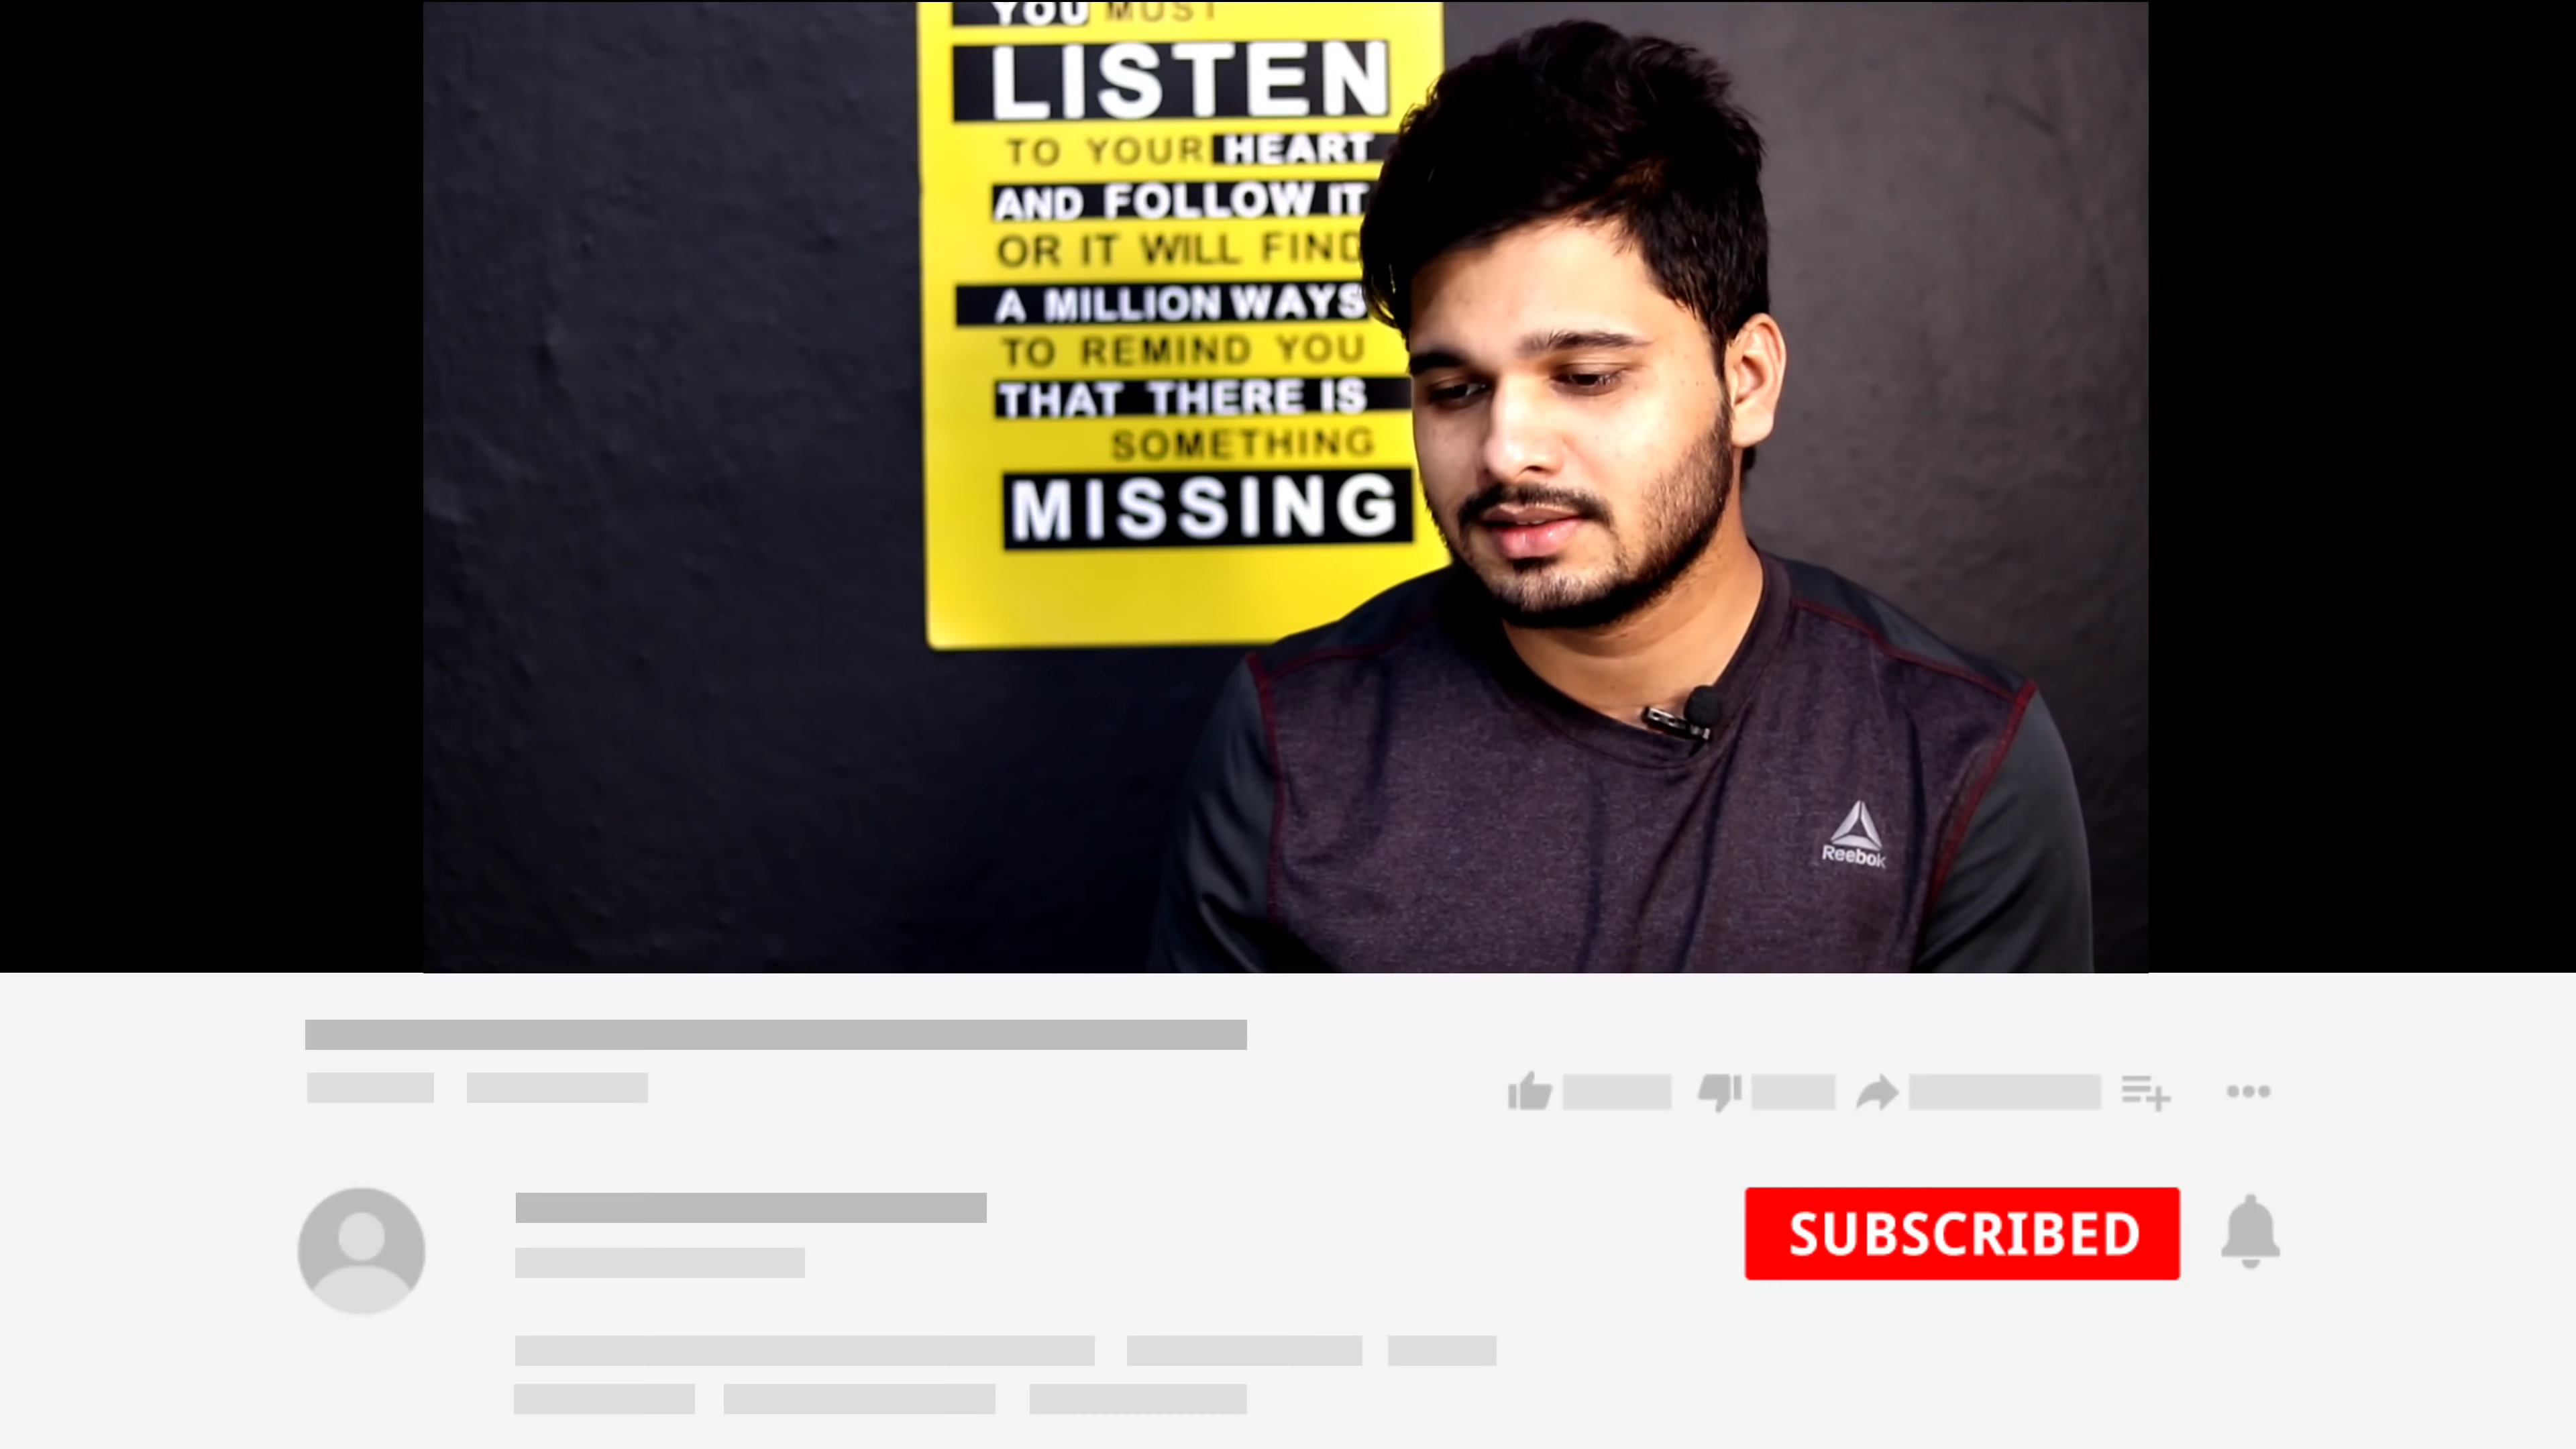 YOU MUST
LISTEN
TO YOUR HEART
AND FOLLOW IT
OR IT WILL FIND
A MILLION WAYS
TO REMIND YOU
THAT THERE IS
SOMETHING
MISSING
Reebok
SUBSCRIBED